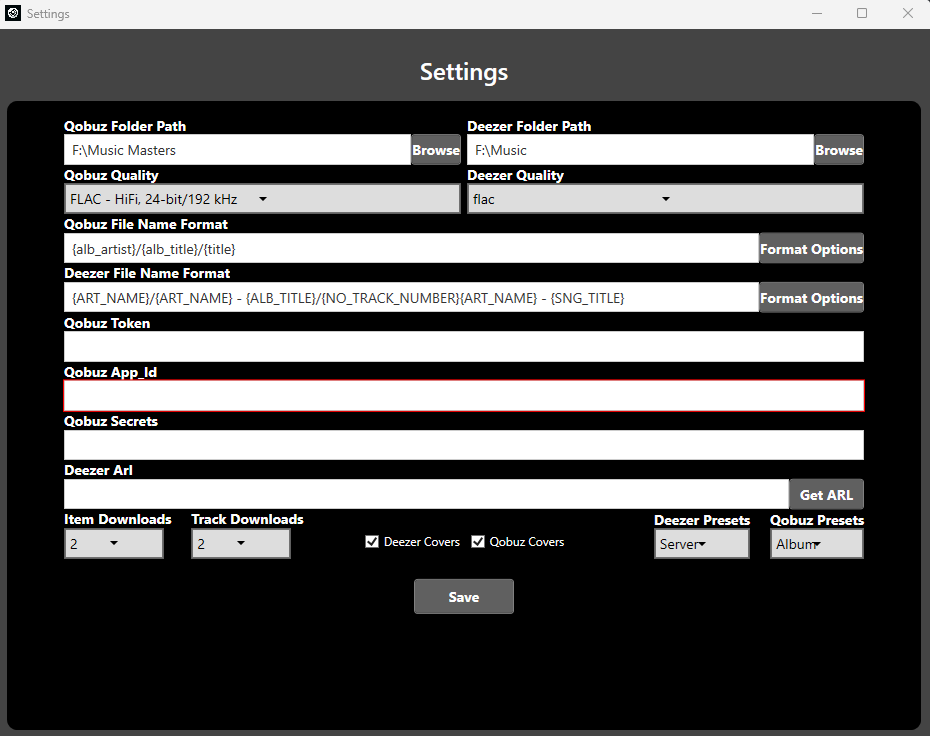 Settings
Settings
Qobuz Folder Path Deezer Folder Path
F:\Music Masters Browse F:\Music Browse
Qobuz Quality Deezer Quality
FLAC - HiFi, 24-bit/192 kHz flac
Qobuz File Name Format
{alb_artist}/{alb_title}/{title} Format Options
Deezer File Name Format
{ART_NAME}/{ART_NAME} - {ALB_TITLE}/{NO_TRACK_NUMBER}{ART_NAME} - {SNG_TITLE} Format Options
Qobuz Token
Qobuz App_Id
Qobuz Secrets
Deezer Arl
Get ARL
Item Downloads Track Downloads Deezer Presets Qobuz Presets
2 2 Deezer Covers Qobuz Covers Server Album
Save